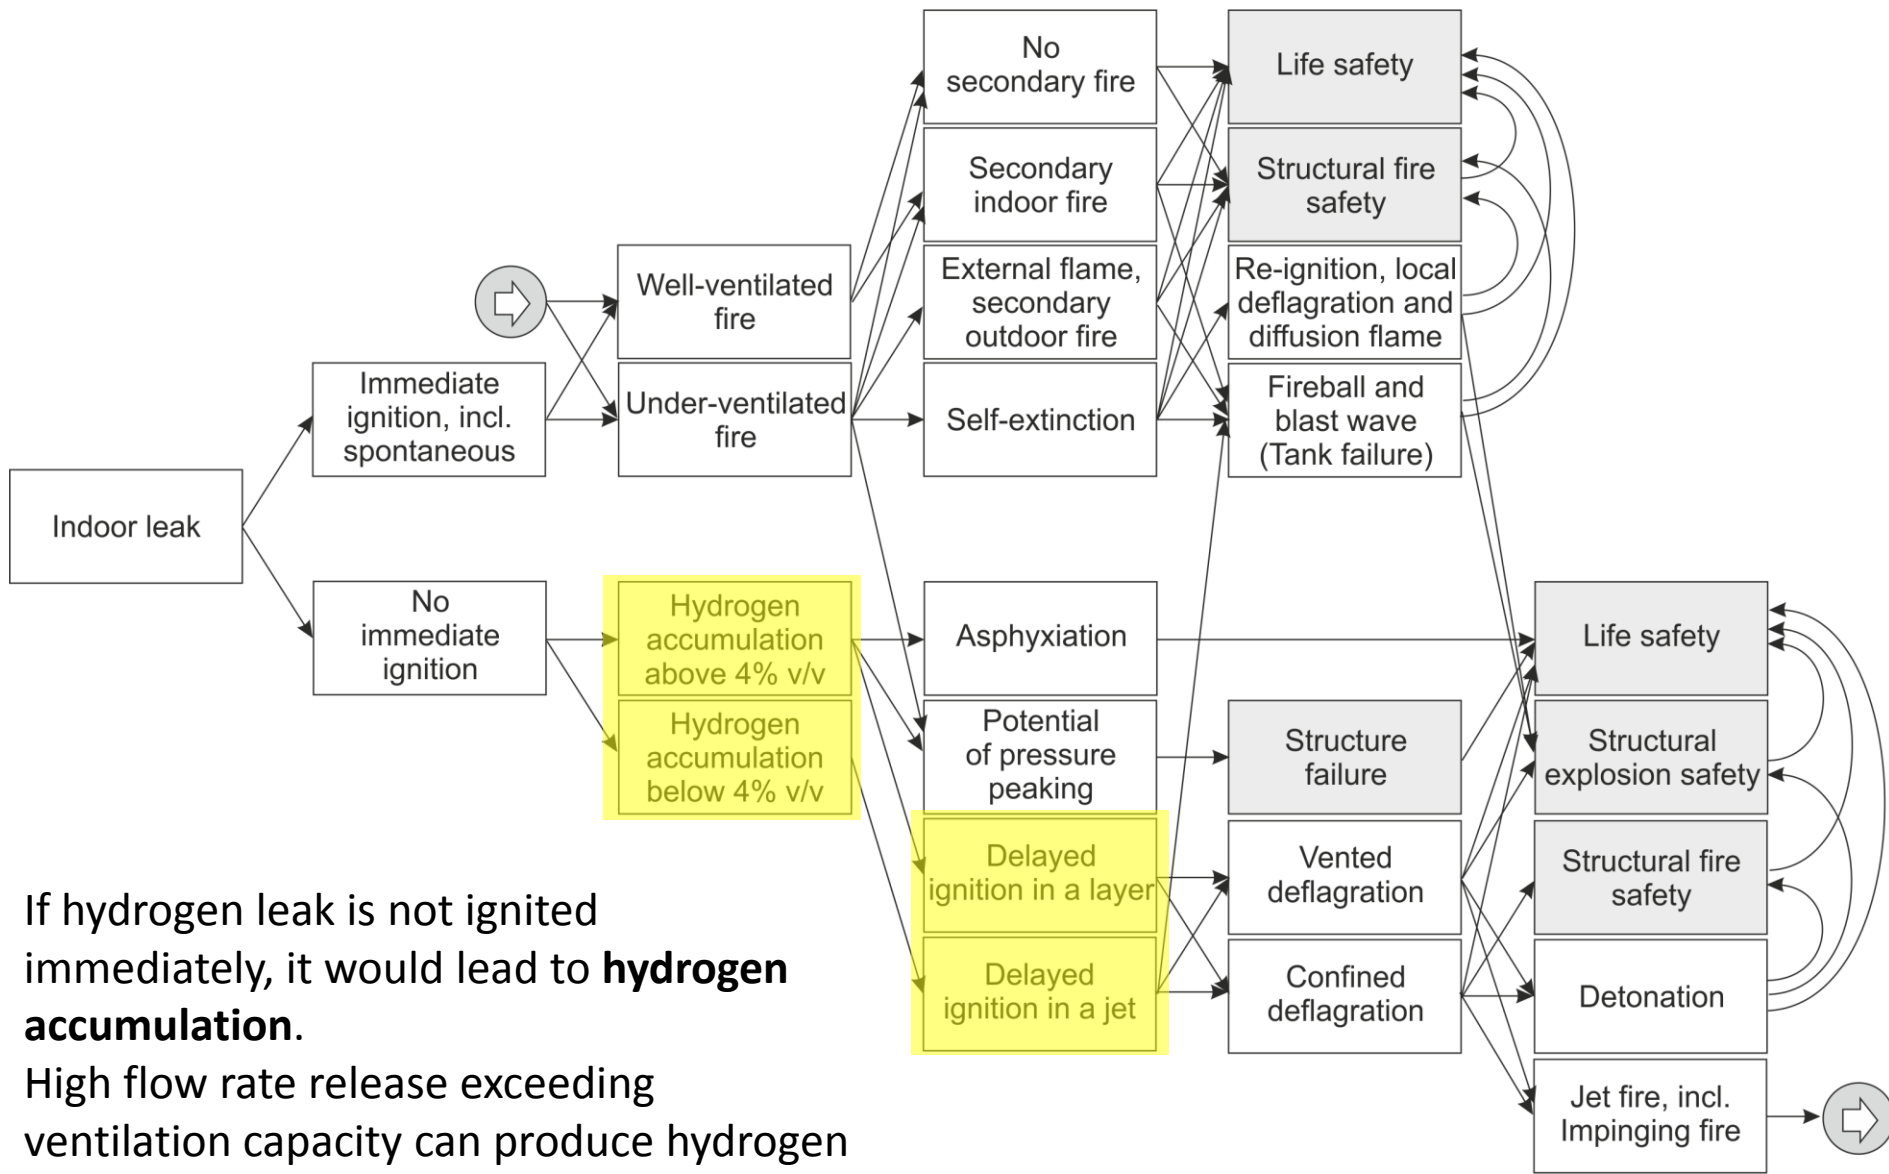 No
secondary fire
Life safety
Secondary
indoor fire
Structural fire
safety
Well-ventilated
fire
External flame,
secondary
outdoor fire
Re-ignition, local
deflagration and
diffusion flame
Immediate
ignition, incl.
spontaneous
Under-ventilated
fire
Self-extinction
Fireball and
blast wave
(Tank failure)
Indoor leak
No
immediate
ignition
Hydrogen
accumulation
above 4% v/v
Asphyxiation
Life safety
Hydrogen
accumulation
below 4% v/v
Potential
of pressure
peaking
Structure
failure
Structural
explosion safety
Delayed
ignition in a layer
Vented
deflagration
Structural fire
safety
Delayed
ignition in a jet
Confined
deflagration
Detonation
Jet fire, incl.
Impinging fire
If hydrogen leak is not ignited
immediately, it would lead to hydrogen
accumulation.
High flow rate release exceeding
ventilation capacity can produce hydrogen